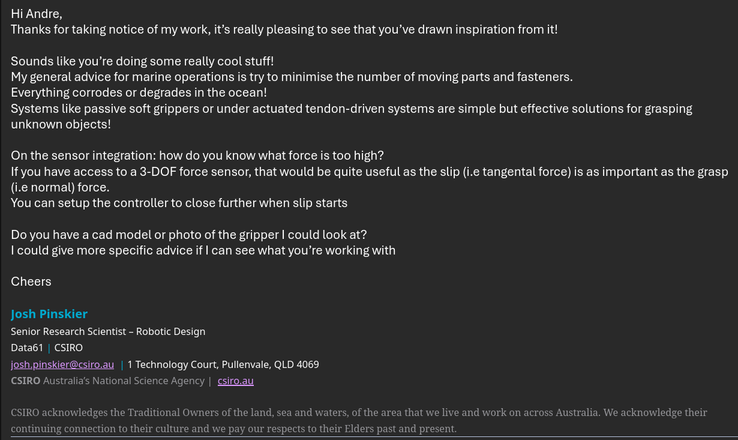 Hi Andre,
Thanks for taking notice of my work, it’s really pleasing to see that you’ve drawn inspiration from it!
Sounds like you’re doing some really cool stuff!
My general advice for marine operations is try to minimise the number of moving parts and fasteners.
Everything corrodes or degrades in the ocean!
Systems like passive soft grippers or under actuated tendon-driven systems are simple but effective solutions for grasping
unknown objects!
On the sensor integration: how do you know what force is too high?
If you have access to a 3-DOF force sensor, that would be quite useful as the slip (i.e tangental force) is as important as the grasp
(i.e normal) force.
You can setup the controller to close further when slip starts
Do you have a cad model or photo of the gripper I could look at?
I could give more specific advice if I can see what you’re working with
Cheers
Josh Pinskier
Senior Research Scientist – Robotic Design
Data61 | CSIRO
josh.pinskier@csiro.au | 1 Technology Court, Pullenvale, QLD 4069
CSIRO Australia’s National Science Agency | csiro.au
CSIRO acknowledges the Traditional Owners of the land, sea and waters, of the area that we live and work on across Australia. We acknowledge their
continuing connection to their culture and we pay our respects to their Elders past and present.